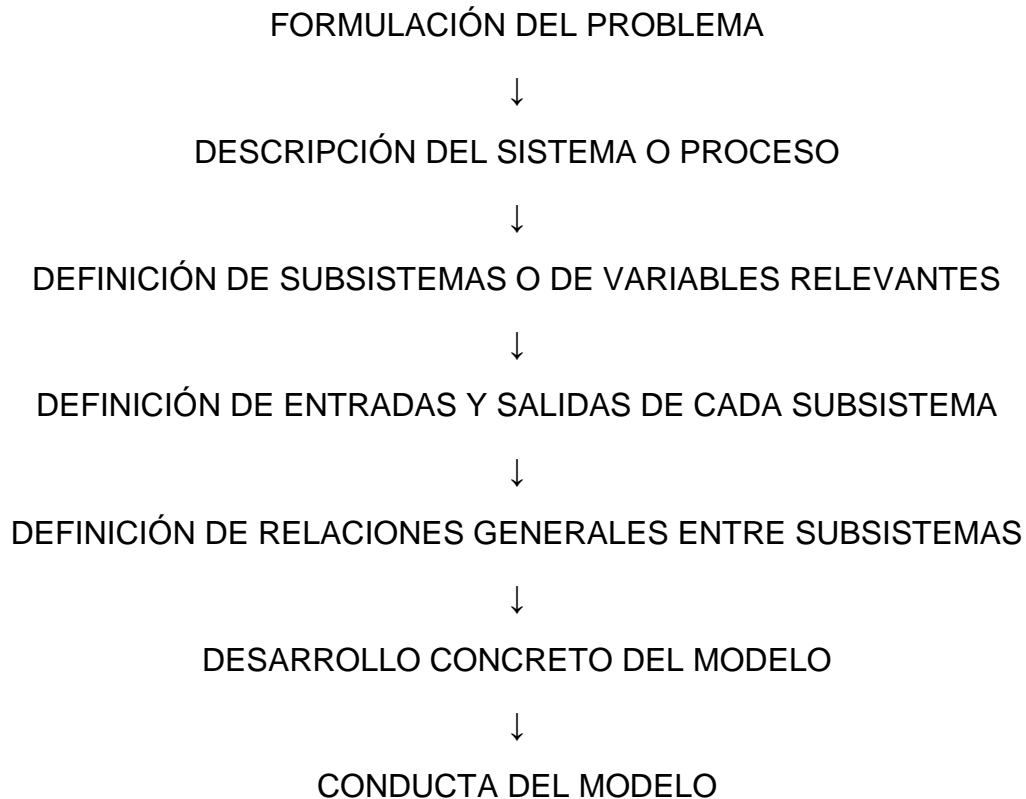 FORMULACIÓN DEL PROBLEMA
↓
DESCRIPCIÓN DEL SISTEMA O PROCESO
↓
DEFINICIÓN DE SUBSISTEMAS O DE VARIABLES RELEVANTES
↓
DEFINICIÓN DE ENTRADAS Y SALIDAS DE CADA SUBSISTEMA
↓
DEFINICIÓN DE RELACIONES GENERALES ENTRE SUBSISTEMAS
↓
DESARROLLO CONCRETO DEL MODELO
↓
CONDUCTA DEL MODELO